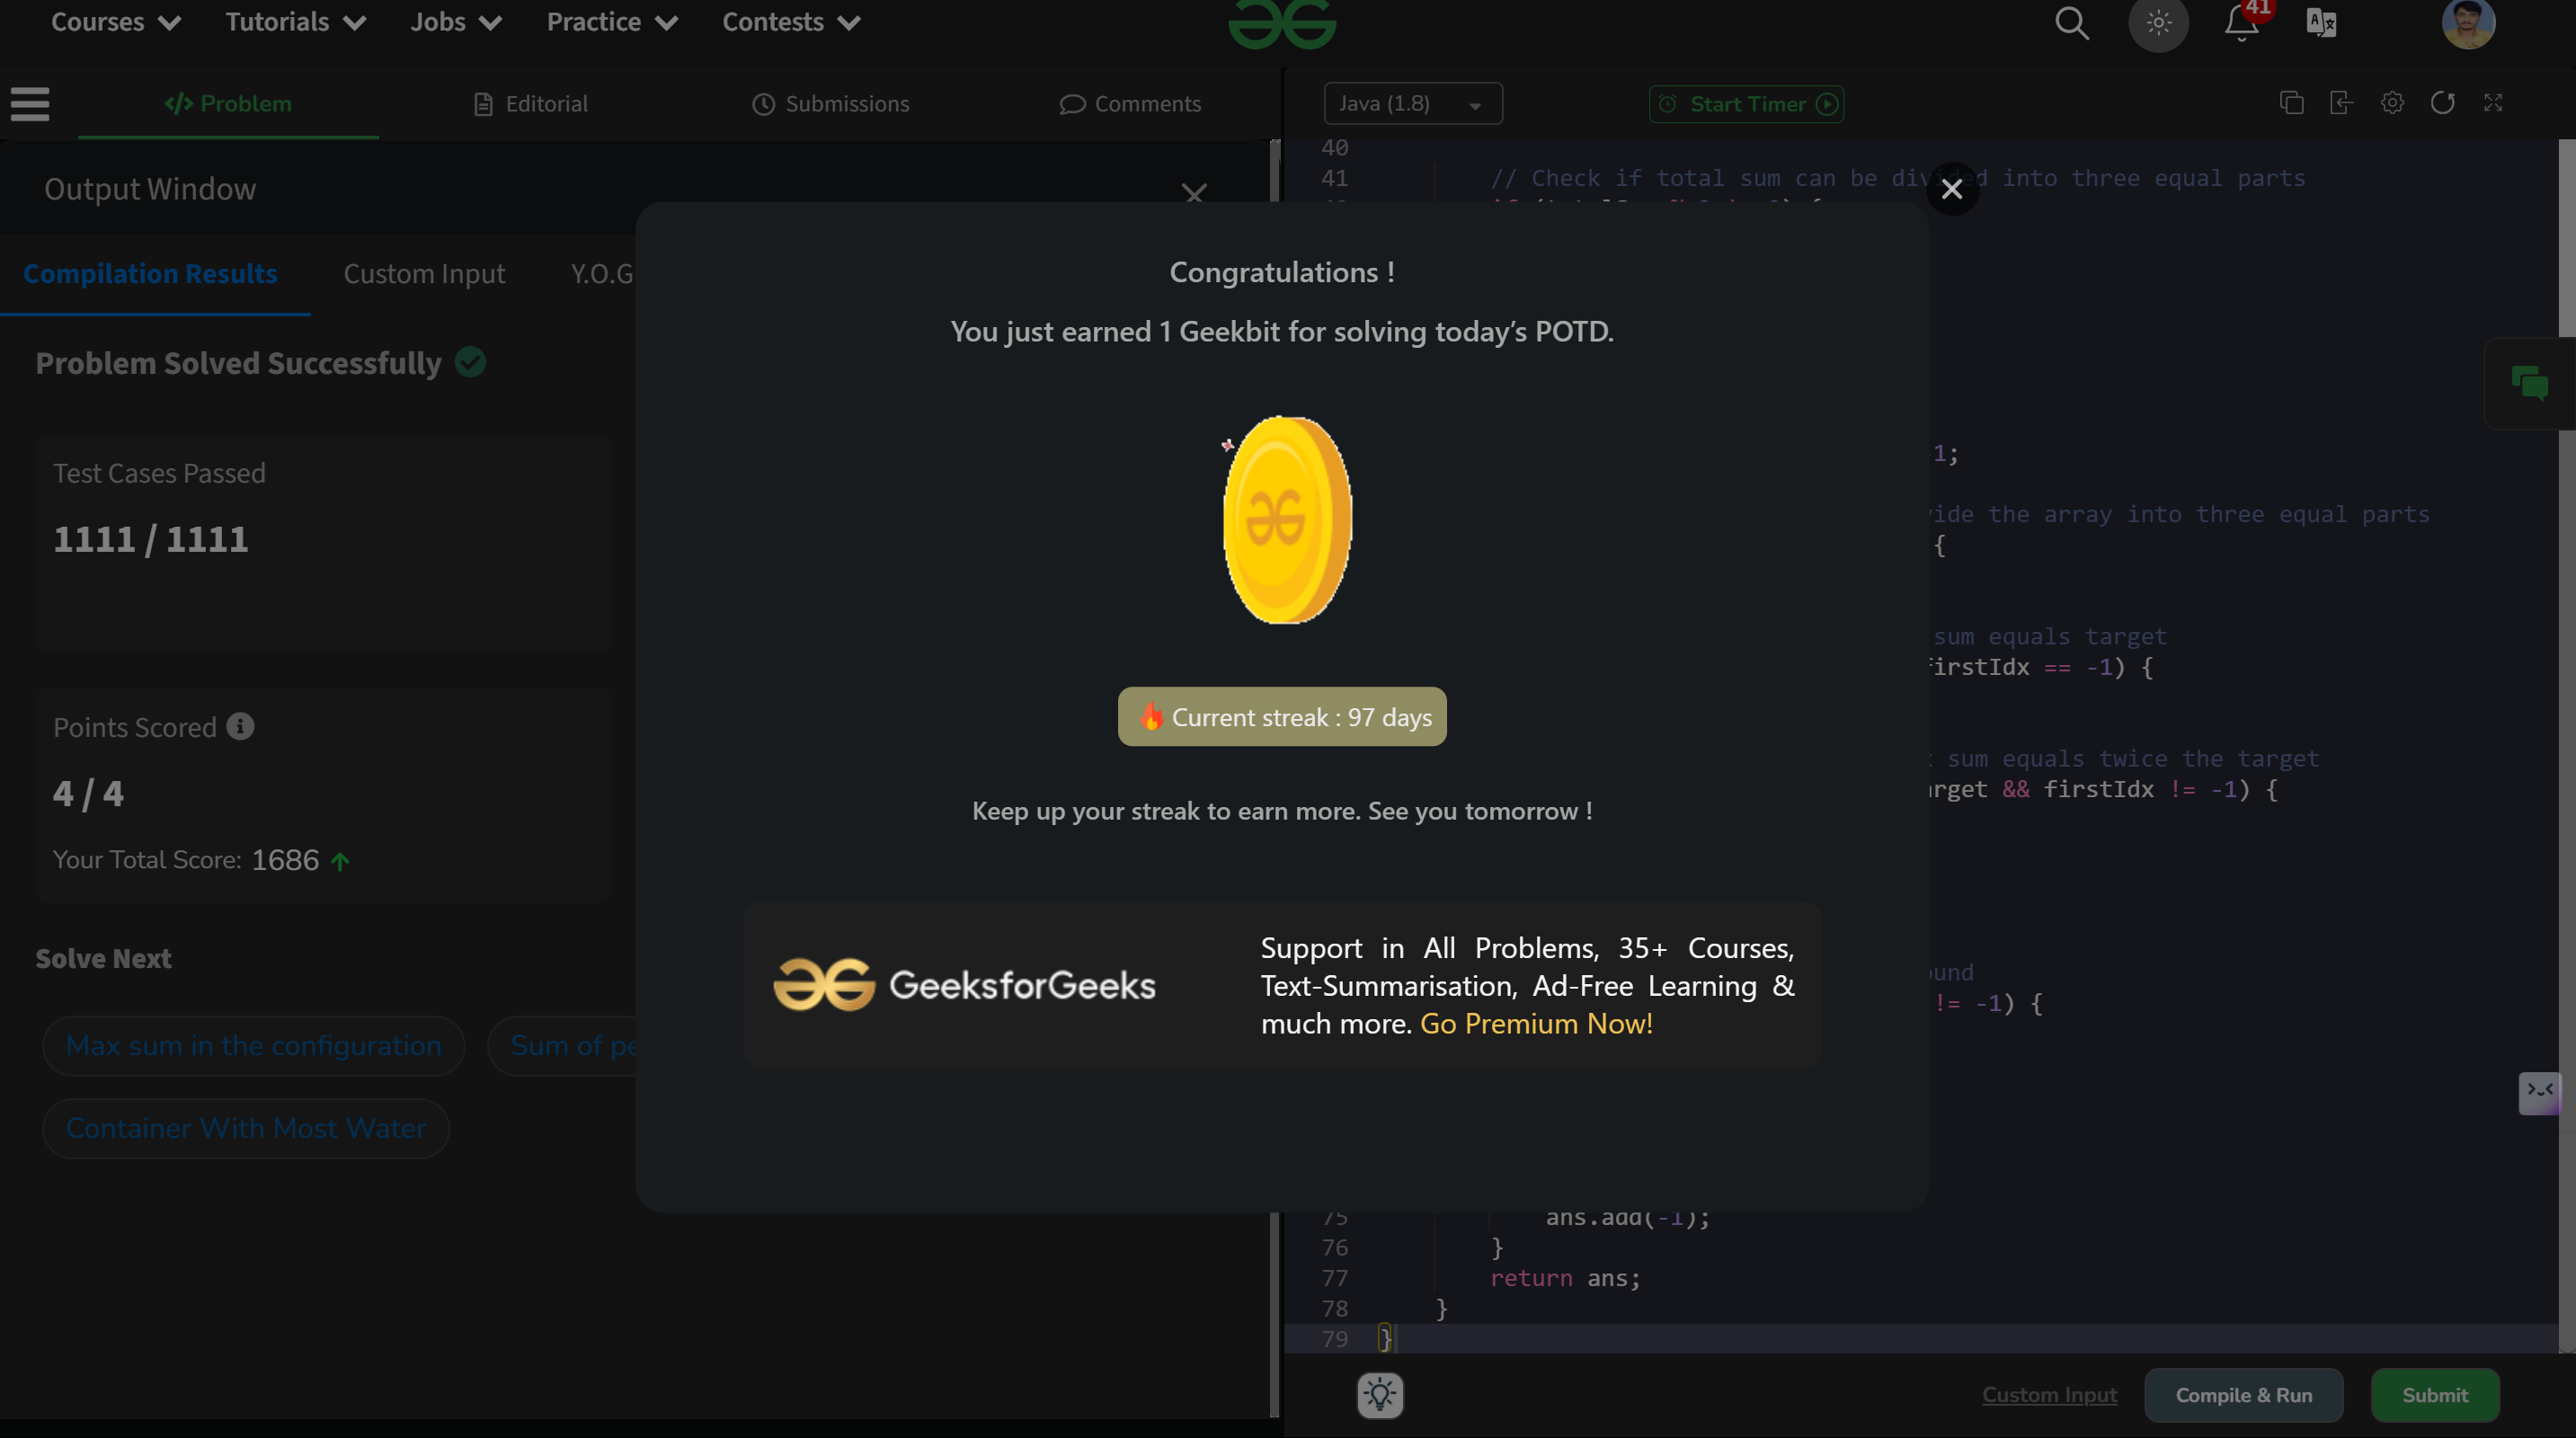 Courses Tutorials Jobs Practice Contests
41
Problem Editorial Submissions Comments
Java (1.8) Start Timer
Output Window
Compilation Results Custom Input Y.O.G
Problem Solved Successfully
Test Cases Passed
1111 / 1111
Points Scored
4 / 4
Your Total Score: 1686
Solve Next
Max sum in the configuration Sum of pe
Container With Most Water
Congratulations !
You just earned 1 Geekbit for solving today's POTD.
Current streak : 97 days
Keep up your streak to earn more. See you tomorrow !
GeeksforGeeks
Support in All Problems, 35+ Courses,
Text-Summarisation, Ad-Free Learning &
much more. Go Premium Now!
40
41 // Check if total sum can be divided into three equal parts
1;
vide the array into three equal parts
{
sum equals target
firstIdx == -1) {
sum equals twice the target
rget && firstIdx != -1) {
ound
!= -1) {
75 ans.add(-1);
76 }
77 return ans;
78 }
79 }
Custom Input Compile & Run Submit